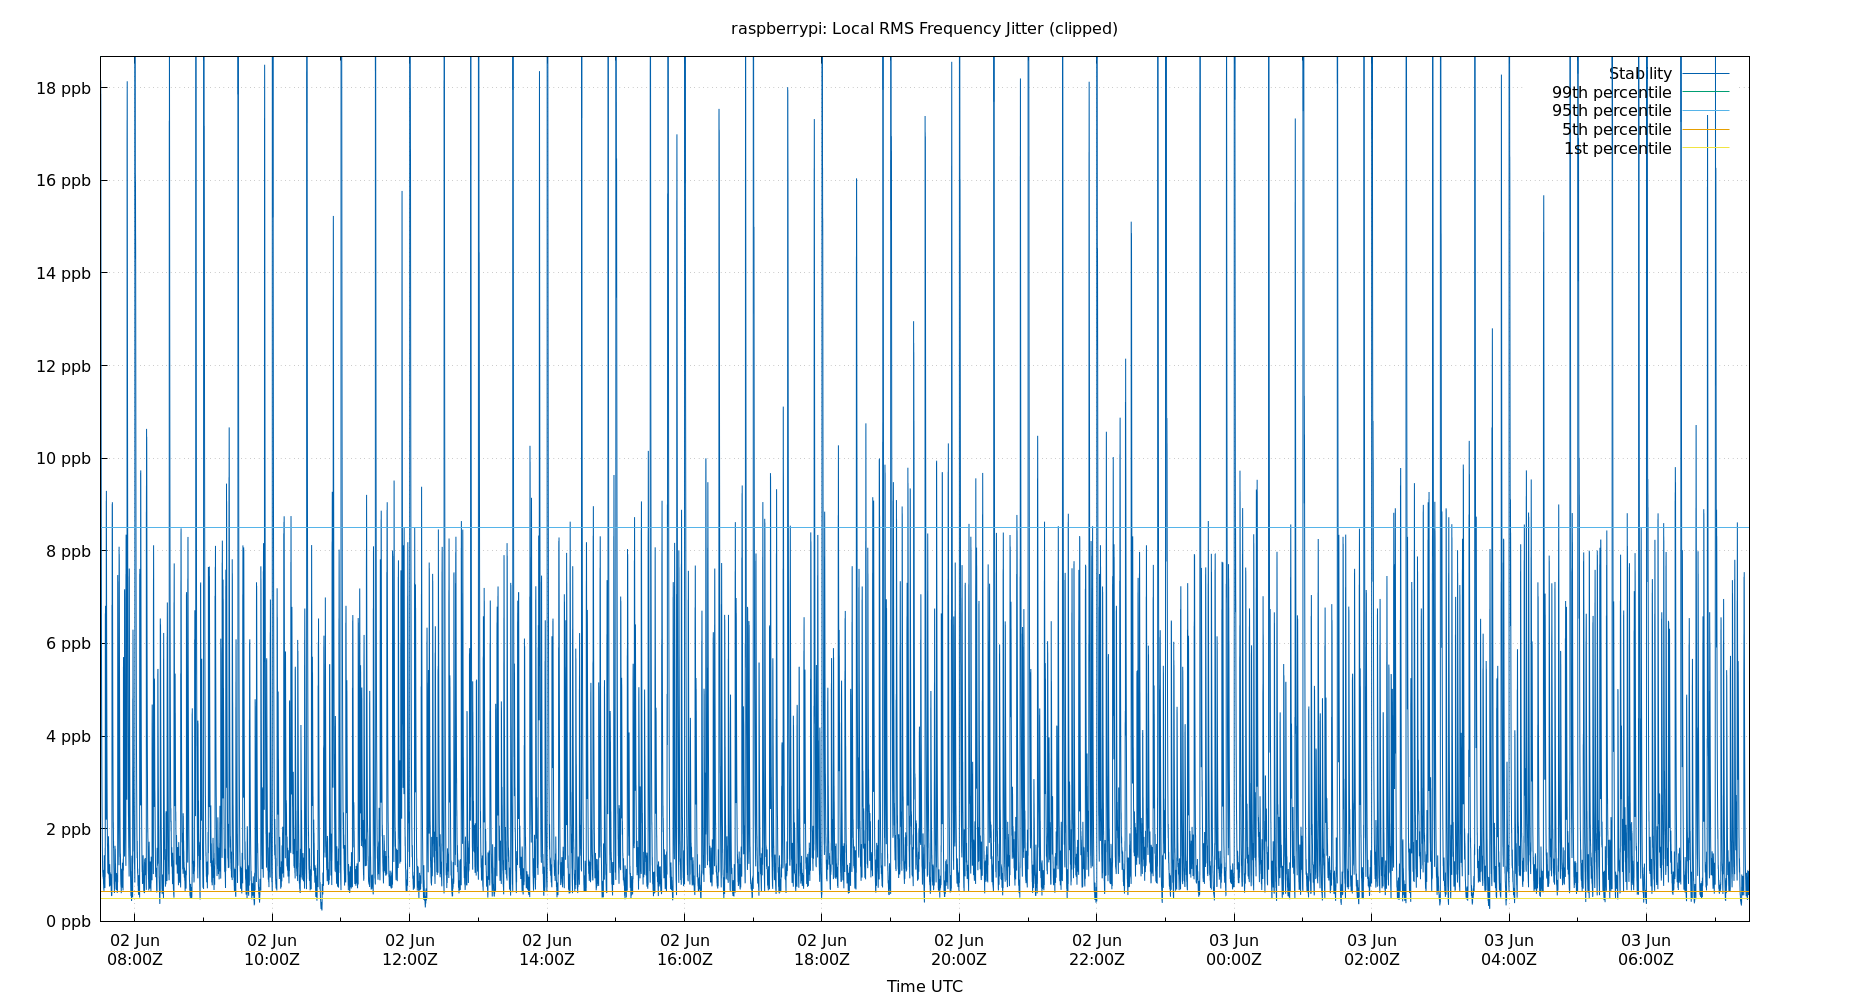 raspberrypi: Local RMS Frequency Jitter (clipped)
18 ppb
16 ppb
14 ppb
12 ppb
10 ppb
8 ppb
6 ppb
4 ppb
2 ppb
0 ppb
Stability
99th percentile
95th percentile
5th percentile
1st percentile
02 Jun 02 Jun 02 Jun 02 Jun 02 Jun 02 Jun 02 Jun 02 Jun 03 Jun 03 Jun 03 Jun 03 Jun
08:00Z 10:00Z 12:00Z 14:00Z 16:00Z 18:00Z 20:00Z 22:00Z 00:00Z 02:00Z 04:00Z 06:00Z
Time UTC